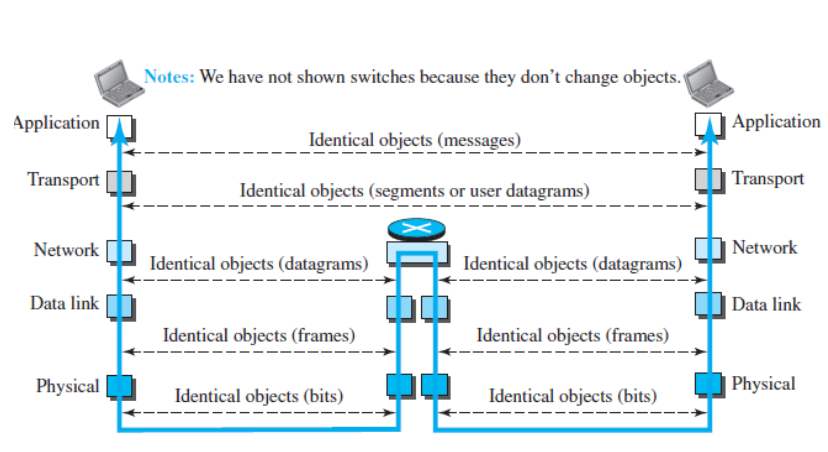 Notes: We have not shown switches because they don't change objects.
Application
Application
Identical objects (messages)
Transport
Transport
Identical objects (segments or user datagrams)
Network
Network
Identical objects (datagrams)
Identical objects (datagrams)
Data link
Data link
Identical objects (frames)
Identical objects (frames)
Physical
Physical
Identical objects (bits)
Identical objects (bits)